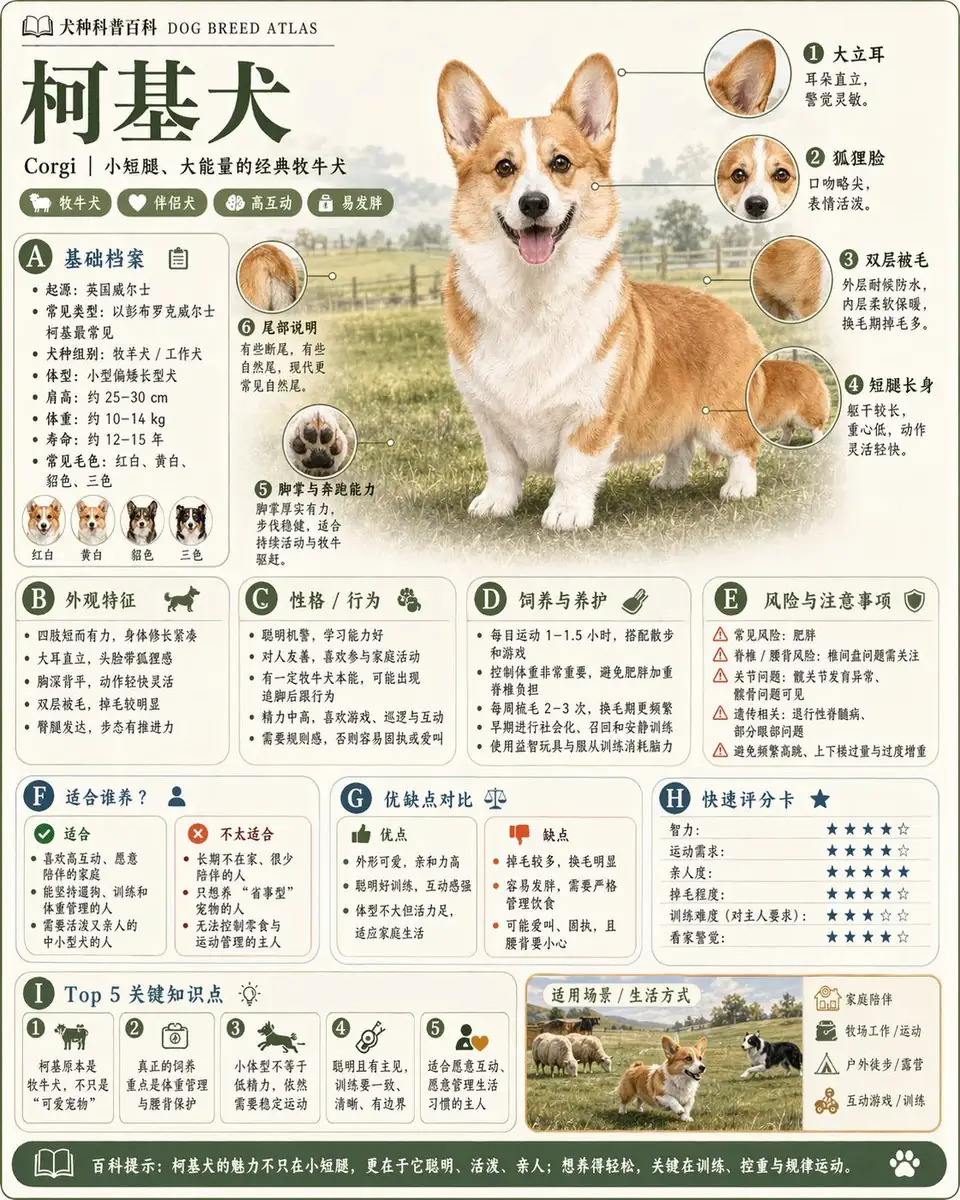 犬种科普百科 DOG BREED ATLAS
柯基犬
Corgi | 小短腿、大能量的经典牧牛犬
牧牛犬
伴侣犬
高互动
易发胖
1 大立耳
耳朵直立，
警觉灵敏。
2 狐狸脸
口吻略尖，
表情活泼。
3 双层被毛
外层耐候防水，
内层柔软保暖，
换毛期掉毛多。
4 短腿长身
躯干较长，
重心低，动作
灵活轻快。
6 尾部说明
有些断尾，有些
自然尾，现代更
常见自然尾。
5 脚掌与奔跑能力
脚掌厚实有力，
步伐稳健，适合
持续活动与牧牛
驱赶。
A 基础档案
• 起源：英国威尔士
• 常见类型：以彭布罗克威尔士
柯基最常见
• 犬种组别：牧羊犬 / 工作犬
• 体型：小型偏矮长型犬
• 肩高：约 25–30 cm
• 体重：约 10–14 kg
• 寿命：约 12–15 年
• 常见毛色：红白、黄白、
貂色、三色
红白
黄白
貂色
三色
B 外观特征
• 四肢短而有力，身体修长紧凑
• 大耳直立，头脸带狐狸感
• 胸深背平，动作轻快灵活
• 双层被毛，掉毛较明显
• 臀腿发达，步态有推进力
C 性格 / 行为
• 聪明机警，学习能力好
• 对人友善，喜欢参与家庭活动
• 有一定牧牛犬本能，可能出现
追脚后跟行为
• 精力中高，喜欢游戏、巡逻与互动
• 需要规则感，否则容易固执或爱叫
D 饲养与养护
• 每日运动 1–1.5 小时，搭配散步
和游戏
• 控制体重非常重要，避免肥胖加重
脊椎负担
• 每周梳毛 2–3 次，换毛期更频繁
• 早期进行社会化、召回和安静训练
• 使用益智玩具与服从训练消耗脑力
E 风险与注意事项
常见风险：肥胖
脊椎 / 腰背风险：椎间盘问题需关注
关节问题：髋关节发育异常、
髌骨问题可见
遗传相关：退行性脊髓病、
部分眼部问题
避免频繁高跳、上下楼过量与过度增重
F 适合谁养？
适合
• 喜欢高互动、愿意
陪伴的家庭
• 能坚持遛狗、训练和
体重管理的人
• 需要活泼又亲人的
中小型犬的人
不太适合
• 长期不在家、很少
陪伴的人
• 只想养“省事型”
宠物的人
• 无法控制零食与
运动管理的主人
G 优缺点对比
优点
• 外形可爱，亲和力高
• 聪明好训练，互动感强
• 体型不大但活力足，
适应家庭生活
缺点
• 掉毛较多，换毛明显
• 容易发胖，需要严格
管理饮食
• 可能爱叫、固执，且
腰背要小心
H 快速评分卡 ★
智力： ★★★★☆
运动需求： ★★★★☆
亲人度： ★★★★★
掉毛程度： ★★★★☆
训练难度（对主人要求）： ★★★☆☆
看家警觉： ★★★★☆
I Top 5 关键知识点
1
柯基原本是
牧牛犬，不只是
“可爱宠物”
2
真正的饲养
重点是体重管理
与腰背保护
3
小体型不等于
低精力，依然
需要稳定运动
4
聪明且有主见，
训练要一致、
清晰、有边界
5
适合愿意互动、
愿意管理生活
习惯的主人
适用场景 / 生活方式
家庭陪伴
牧场工作 / 运动
户外徒步 / 露营
互动游戏 / 训练
百科提示：柯基犬的魅力不只在小短腿，更在于它聪明、活泼、亲人；想养得轻松，关键在训练、控重与规律运动。